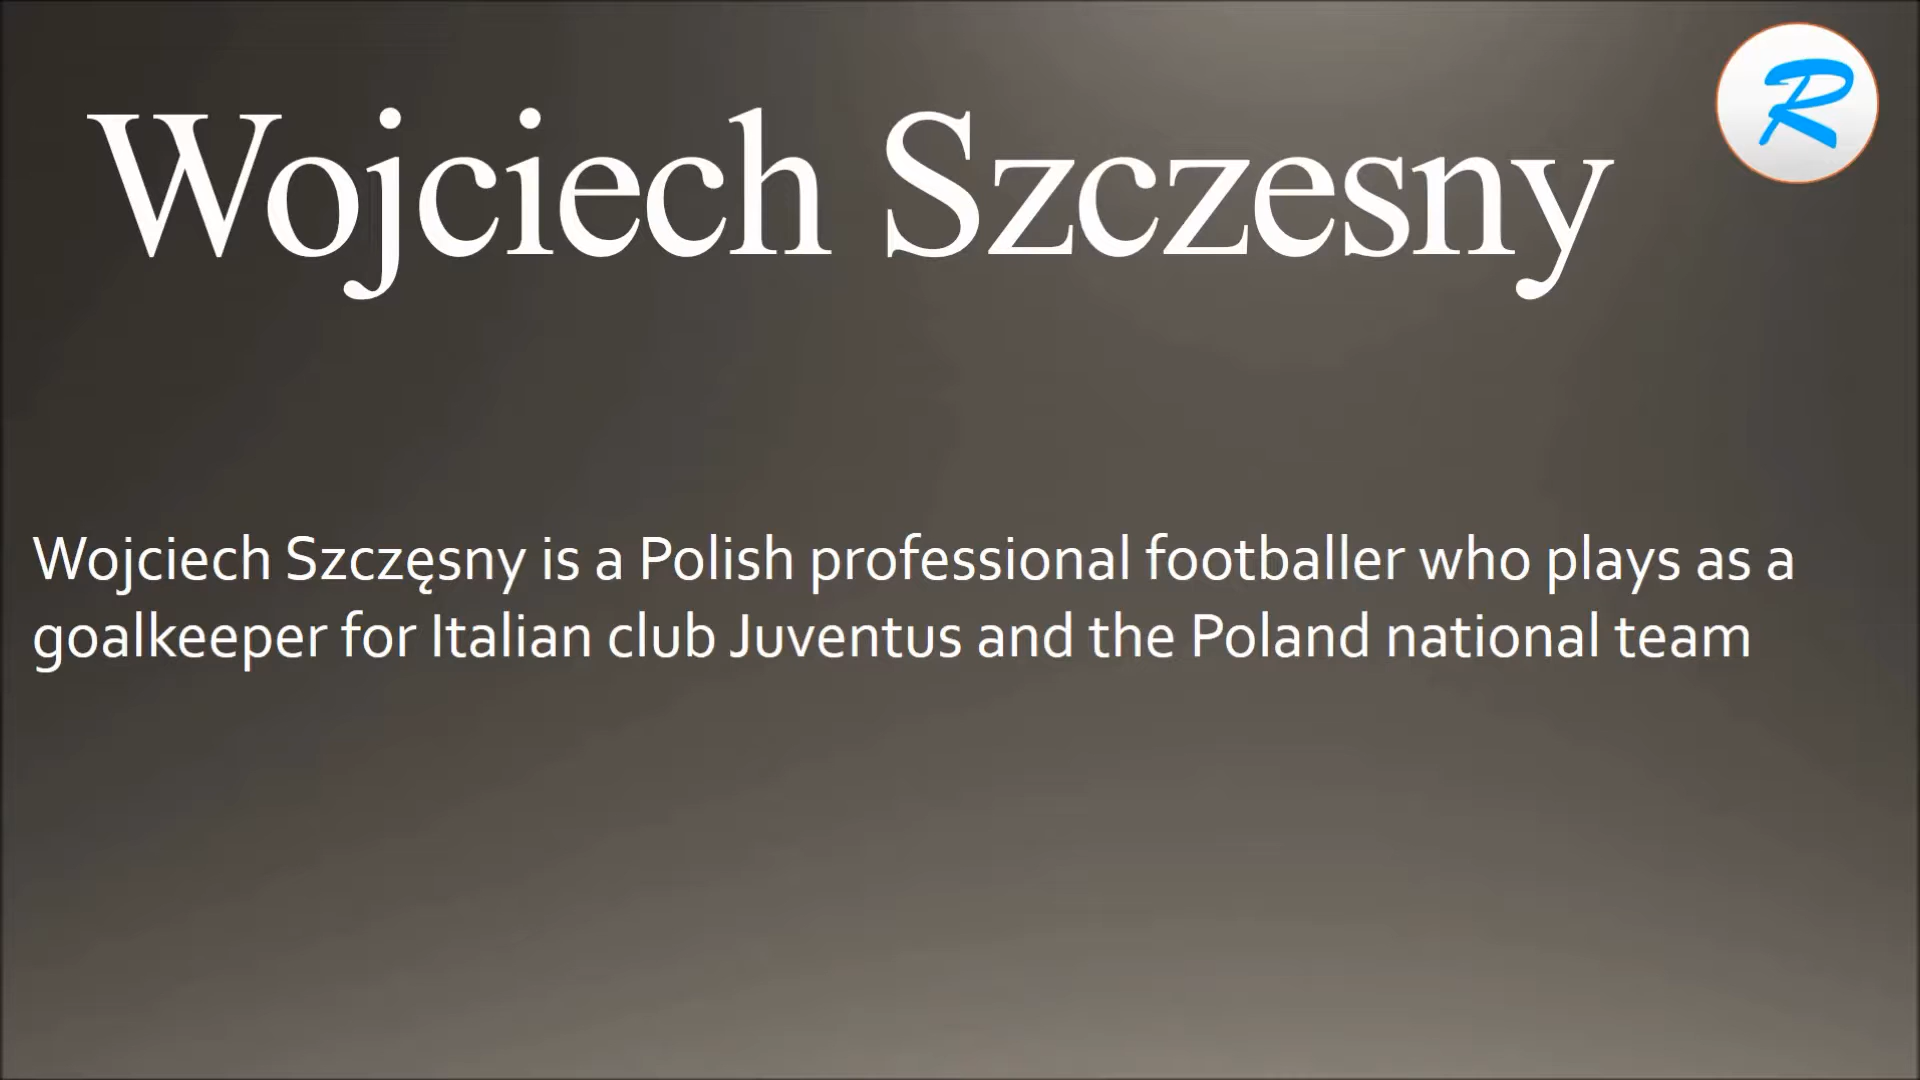 R
Wojciech Szczesny
Wojciech Szczęsny is a Polish professional footballer who plays as a
goalkeeper for Italian club Juventus and the Poland national team